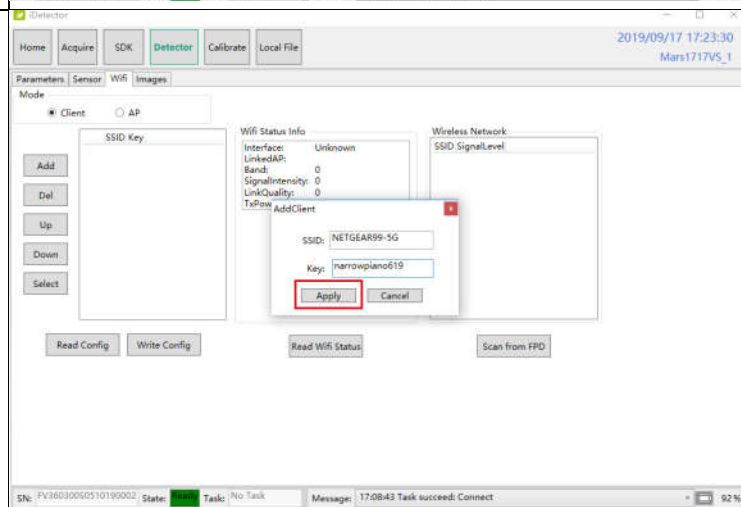 iDetector
Home Acquire SDK Detector Calibrate Local File
2019/09/17 17:23:30
Mars1717VS_1
Parameters Sensor Wifi Images
Mode
Client AP
SSID Key
Add
Del
Up
Down
Select
Read Config Write Config
Wifi Status Info
Interface: Unknown
LinkedAP:
Band: 0
SignalIntensity: 0
LinkQuality: 0
TxPow
Read Wifi Status
Wireless Network
SSID SignalLevel
Scan from FPD
AddClient
SSID: NETGEAR99-5G
Key: narrowpiano619
Apply Cancel
SN: FV36030050510190002 State: Ready Task: No Task Message: 17:08:43 Task succeed: Connect 92 %